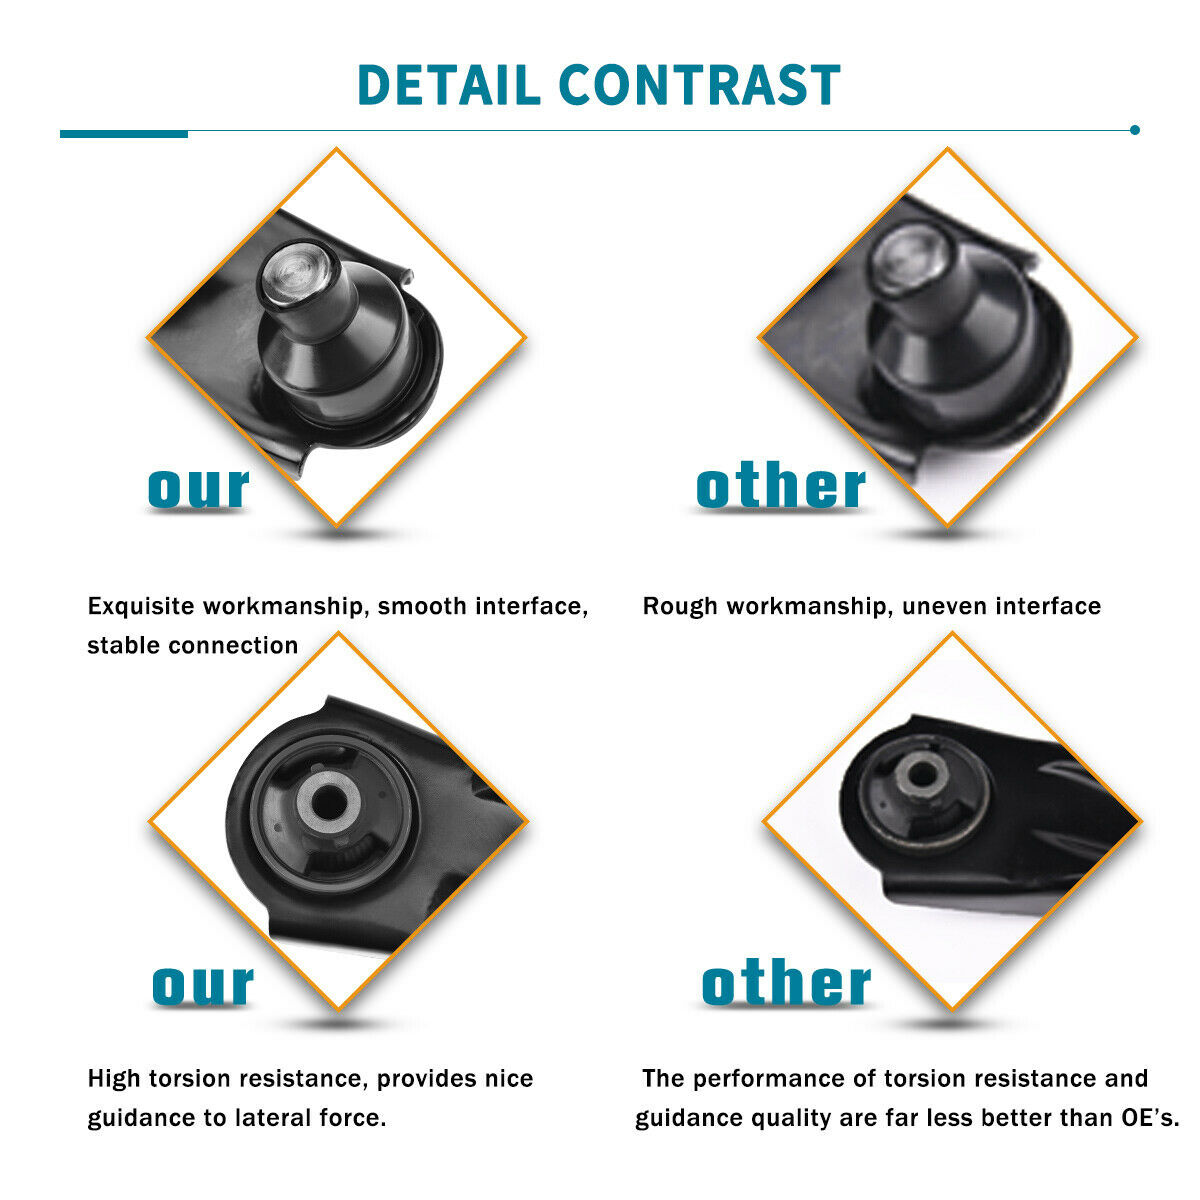 DETAIL CONTRAST
our
other
Exquisite workmanship, smooth interface,
stable connection
Rough workmanship, uneven interface
our
other
High torsion resistance, provides nice
guidance to lateral force.
The performance of torsion resistance and
guidance quality are far less better than OE’s.